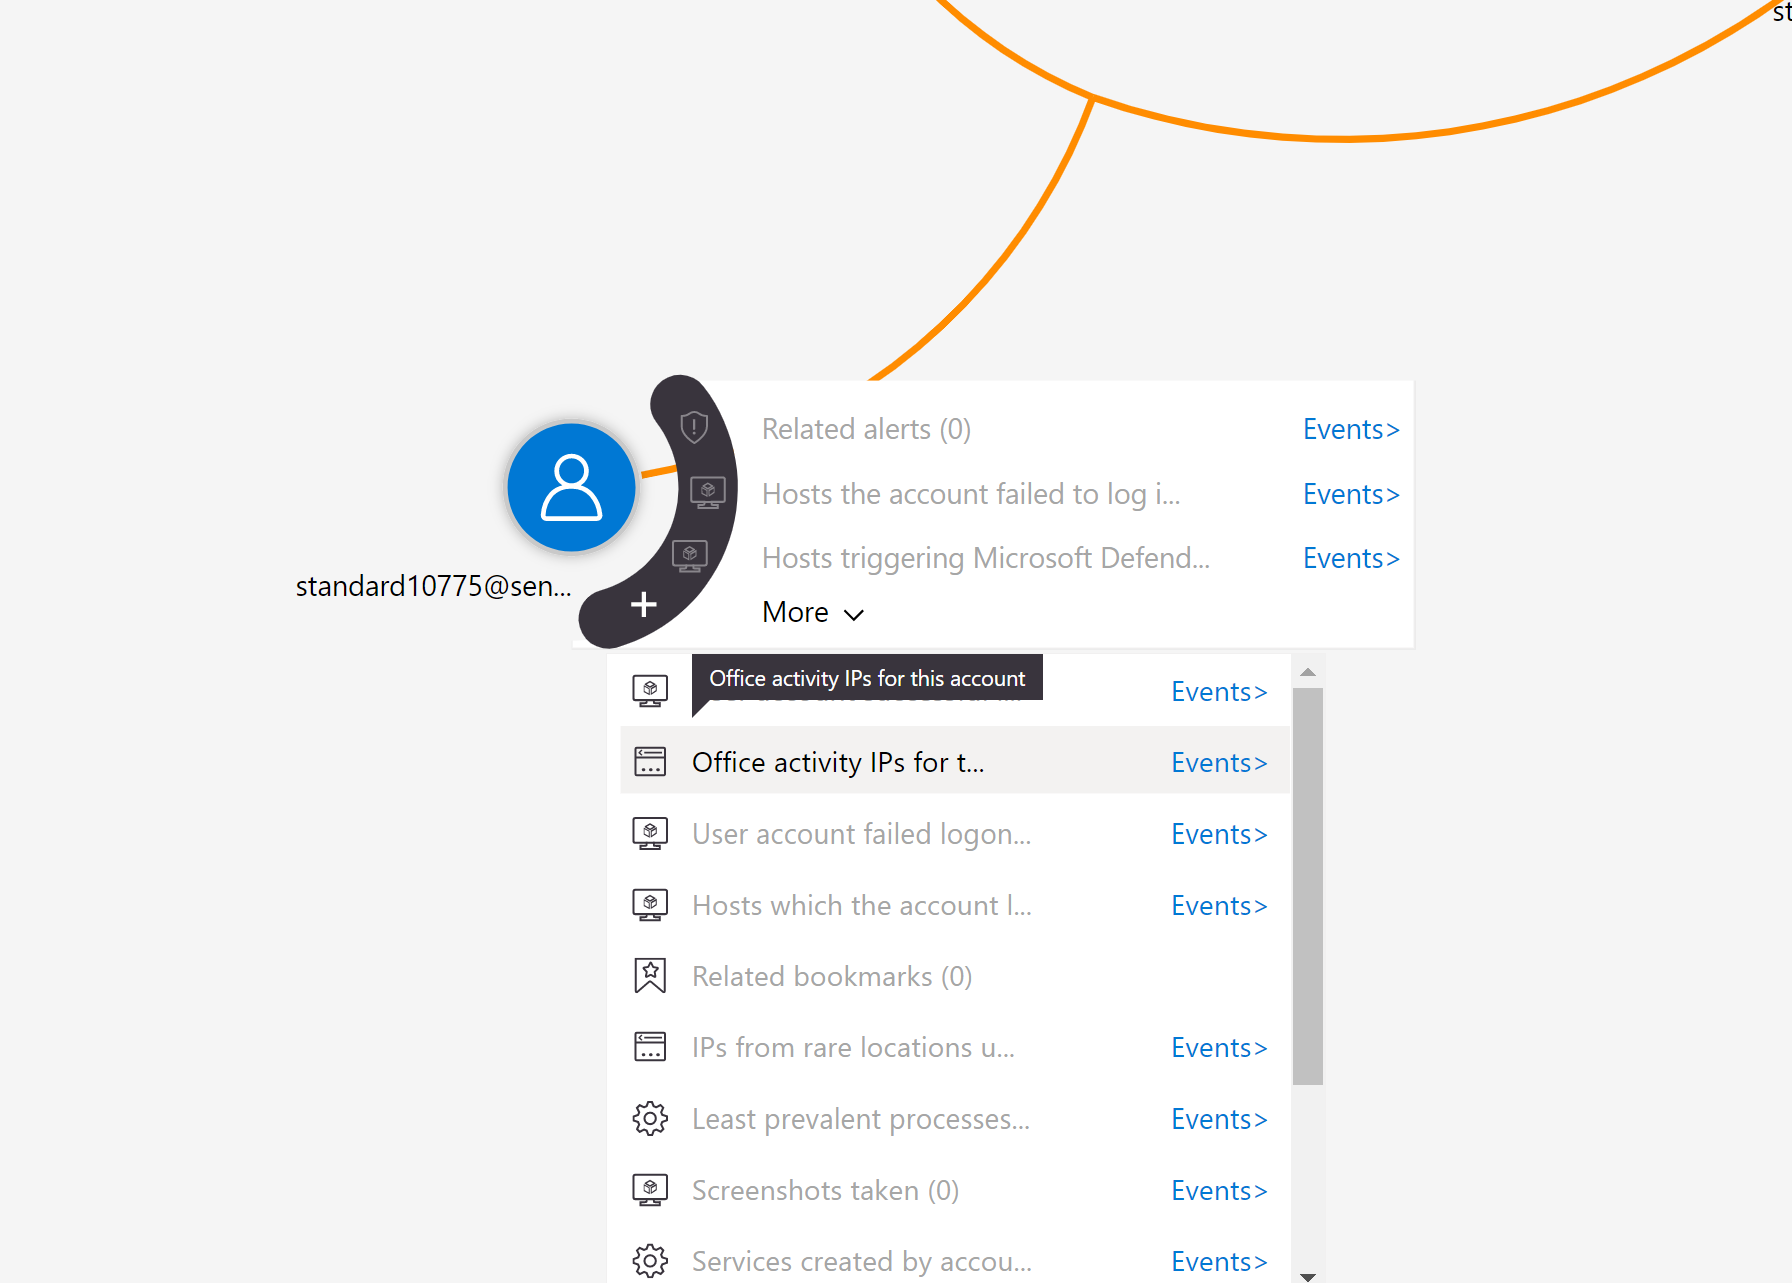 st
Related alerts (0) Events>
Hosts the account failed to log i... Events>
Hosts triggering Microsoft Defend... Events>
standard10775@sen...
More
Office activity IPs for this account
Events>
Office activity IPs for t... Events>
User account failed logon... Events>
Hosts which the account l... Events>
Related bookmarks (0)
IPs from rare locations u... Events>
Least prevalent processes... Events>
Screenshots taken (0) Events>
Services created by accou... Events>